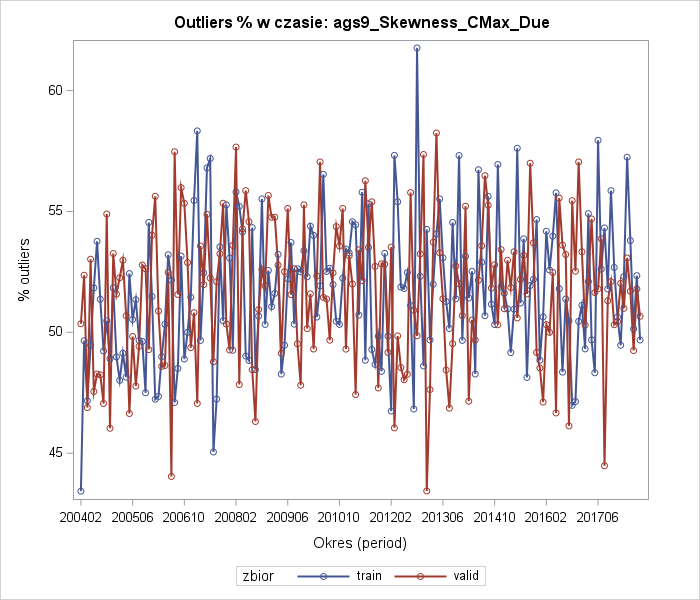 Outliers % w czasie: ags9_Skewness_CMax_Due
% outliers
60
55
50
45
200402 200506 200610 200802 200906 201010 201202 201306 201410 201602 201706
Okres (period)
zbior train valid